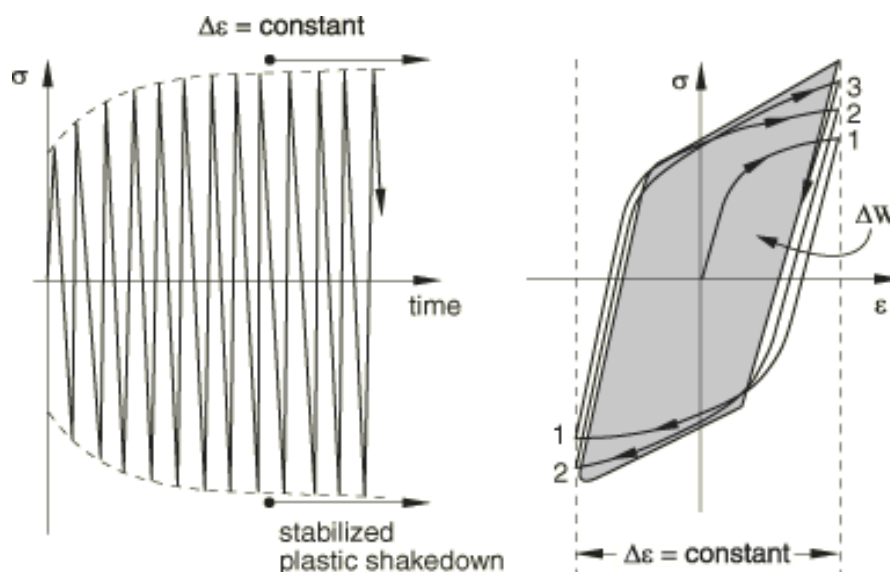 Δε = constant
σ
time
stabilized
plastic shakedown
σ
3
2
1
ΔW
ε
1
2
Δε = constant